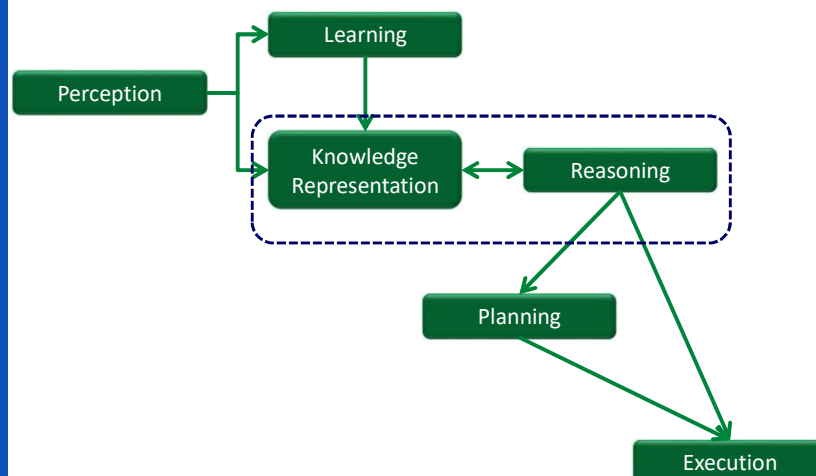 Learning
Perception
Knowledge
Representation
Reasoning
Planning
Execution